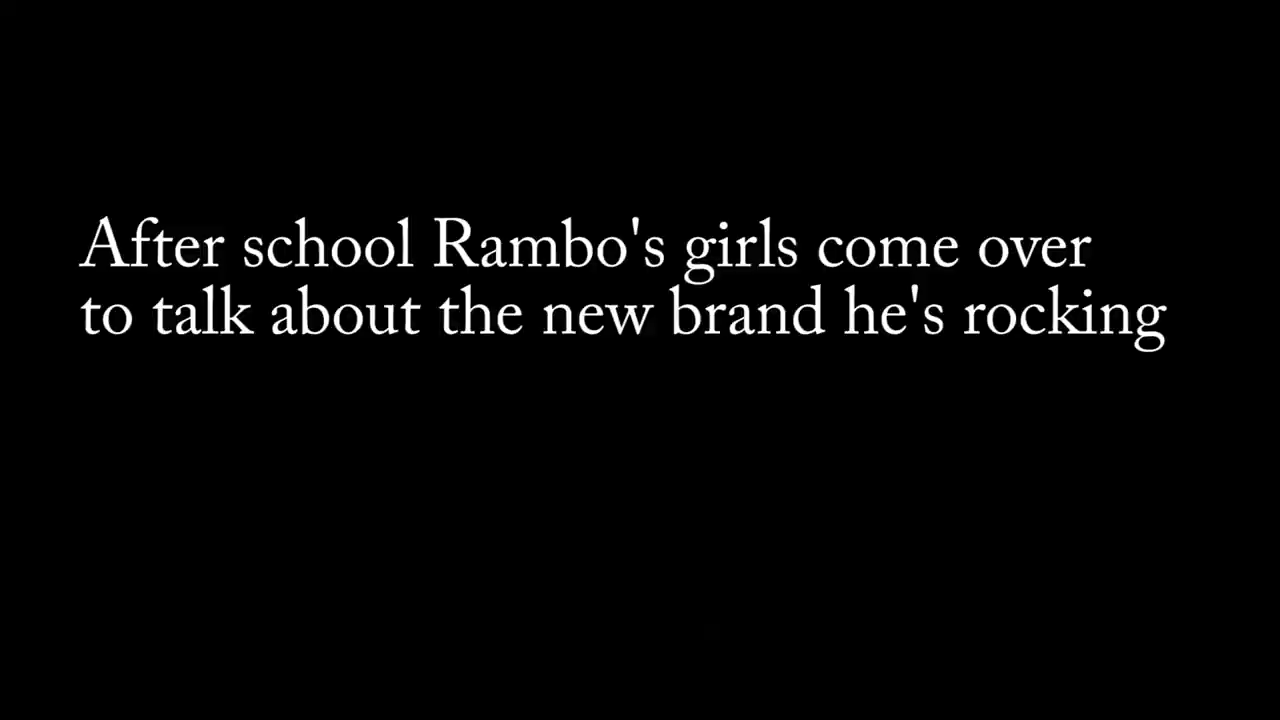 After school Rambo's girls come over
to talk about the new brand he's rocking